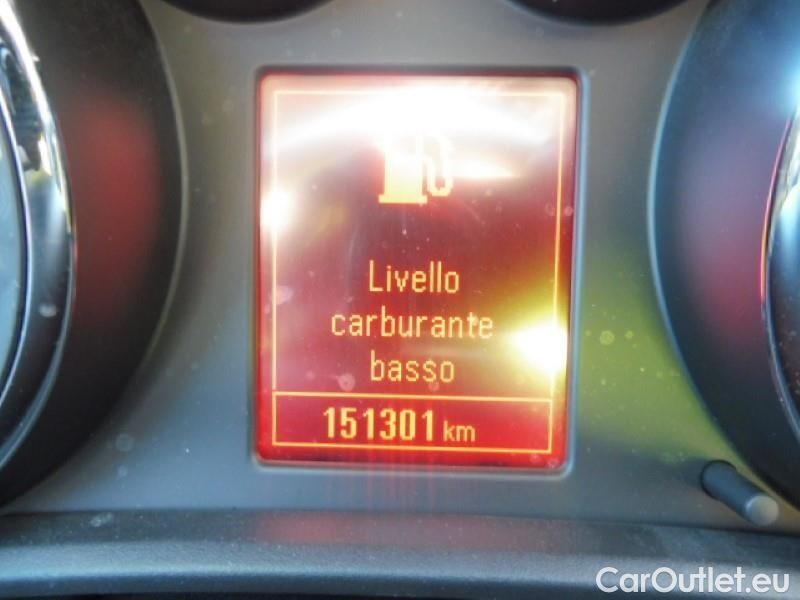 Livello
carburante
basso
151301 km
CarOutlet.eu